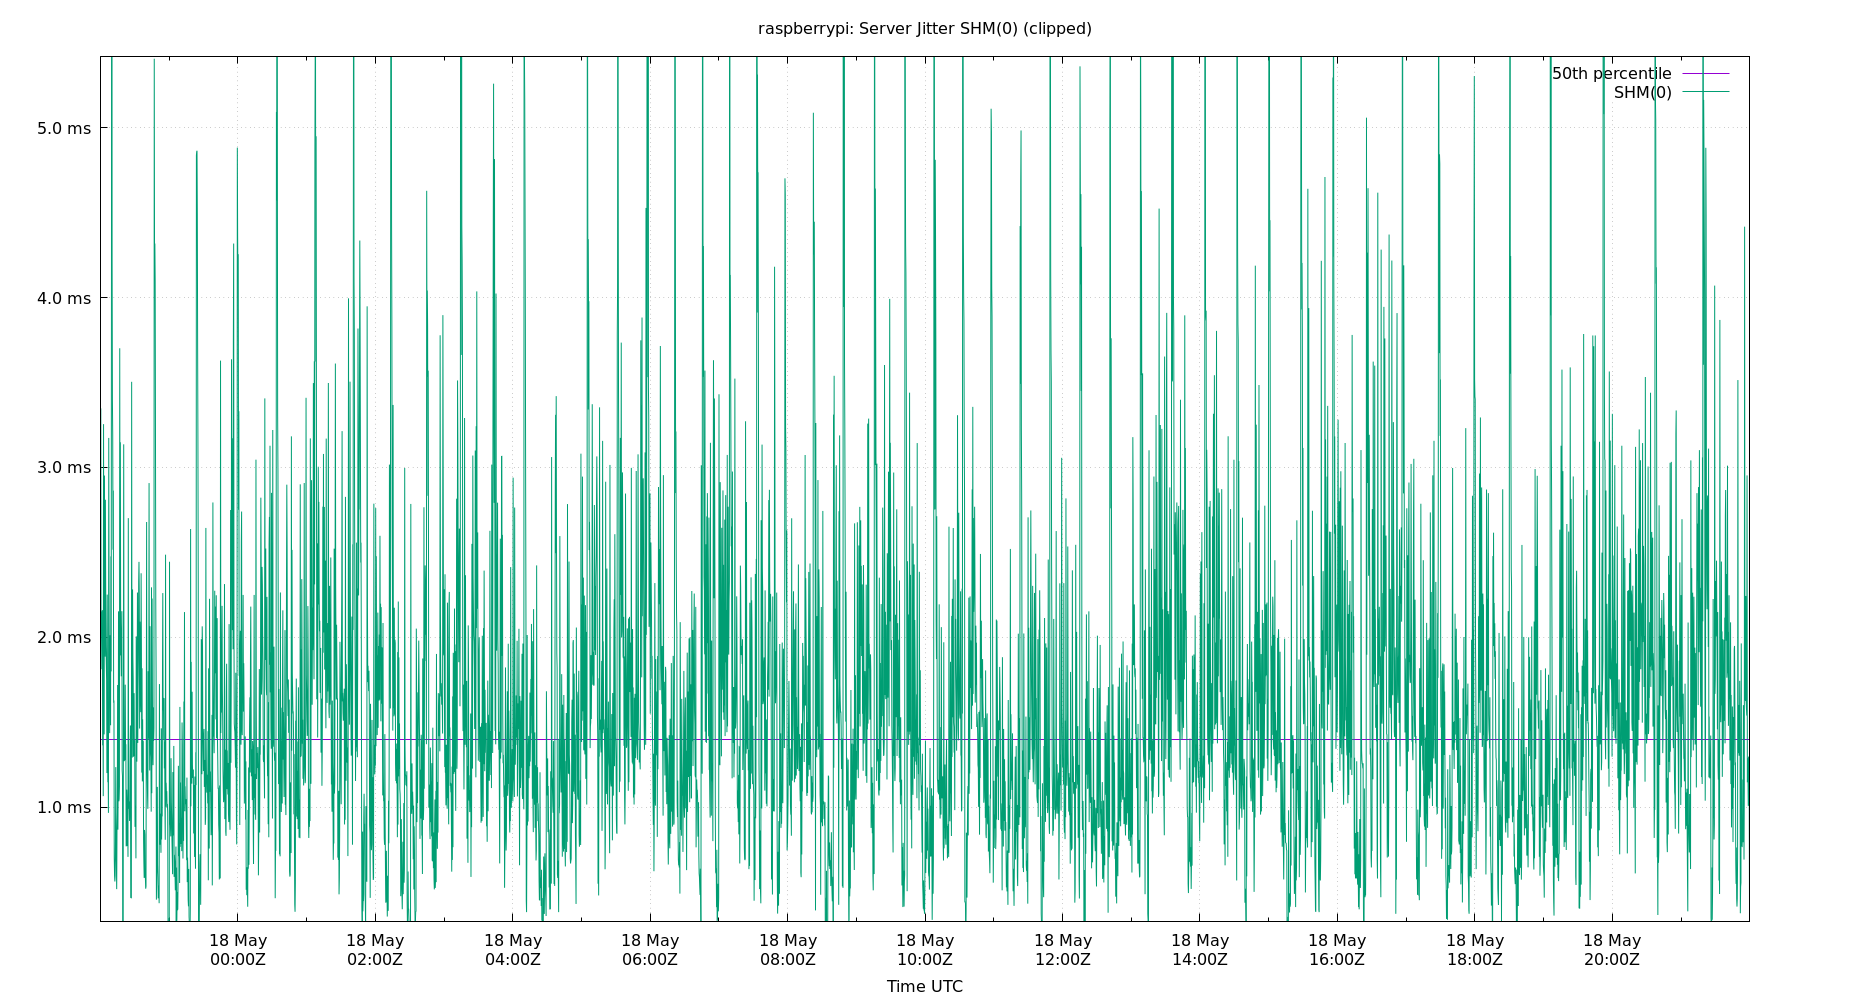 raspberrypi: Server Jitter SHM(0) (clipped)
50th percentile
SHM(0)
5.0 ms
4.0 ms
3.0 ms
2.0 ms
1.0 ms
18 May 18 May 18 May 18 May 18 May 18 May 18 May 18 May 18 May 18 May 18 May
00:00Z 02:00Z 04:00Z 06:00Z 08:00Z 10:00Z 12:00Z 14:00Z 16:00Z 18:00Z 20:00Z
Time UTC